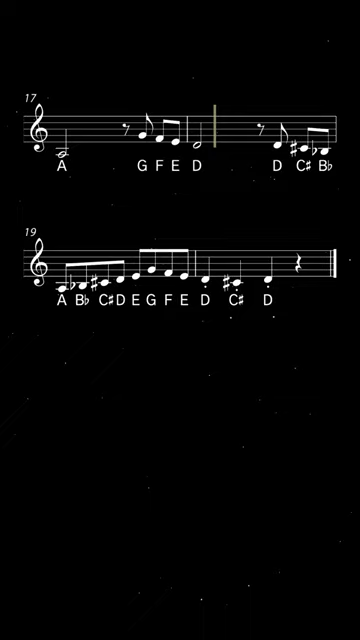 17
A G F E D D C♯ B♭
19
A B♭ C♯ D E G F E D C♯ D